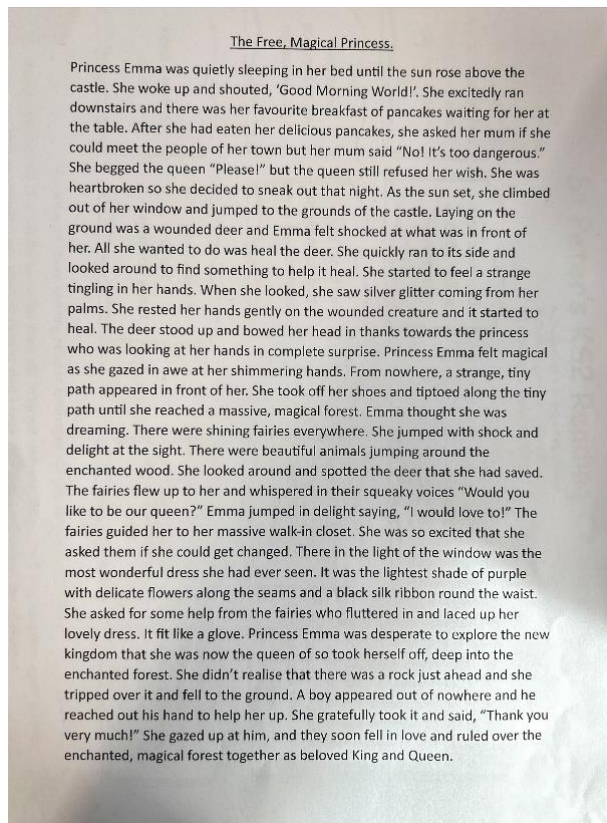 The Free, Magical Princess.
Princess Emma was quietly sleeping in her bed until the sun rose above the
castle. She woke up and shouted, ‘Good Morning World!’. She excitedly ran
downstairs and there was her favourite breakfast of pancakes waiting for her at
the table. After she had eaten her delicious pancakes, she asked her mum if she
could meet the people of her town but her mum said “No! It’s too dangerous.”
She begged the queen “Please!” but the queen still refused her wish. She was
heartbroken so she decided to sneak out that night. As the sun set, she climbed
out of her window and jumped to the grounds of the castle. Laying on the
ground was a wounded deer and Emma felt shocked at what was in front of
her. All she wanted to do was heal the deer. She quickly ran to its side and
looked around to find something to help it heal. She started to feel a strange
tingling in her hands. When she looked, she saw silver glitter coming from her
palms. She rested her hands gently on the wounded creature and it started to
heal. The deer stood up and bowed her head in thanks towards the princess
who was looking at her hands in complete surprise. Princess Emma felt magical
as she gazed in awe at her shimmering hands. From nowhere, a strange, tiny
path appeared in front of her. She took off her shoes and tiptoed along the tiny
path until she reached a massive, magical forest. Emma thought she was
dreaming. There were shining fairies everywhere. She jumped with shock and
delight at the sight. There were beautiful animals jumping around the
enchanted wood. She looked around and spotted the deer that she had saved.
The fairies flew up to her and whispered in their squeaky voices “Would you
like to be our queen?” Emma jumped in delight saying, “I would love to!” The
fairies guided her to her massive walk-in closet. She was so excited that she
asked them if she could get changed. There in the light of the window was the
most wonderful dress she had ever seen. It was the lightest shade of purple
with delicate flowers along the seams and a black silk ribbon round the waist.
She asked for some help from the fairies who fluttered in and laced up her
lovely dress. It fit like a glove. Princess Emma was desperate to explore the new
kingdom that she was now the queen of so took herself off, deep into the
enchanted forest. She didn’t realise that there was a rock just ahead and she
tripped over it and fell to the ground. A boy appeared out of nowhere and he
reached out his hand to help her up. She gratefully took it and said, “Thank you
very much!” She gazed up at him, and they soon fell in love and ruled over the
enchanted, magical forest together as beloved King and Queen.